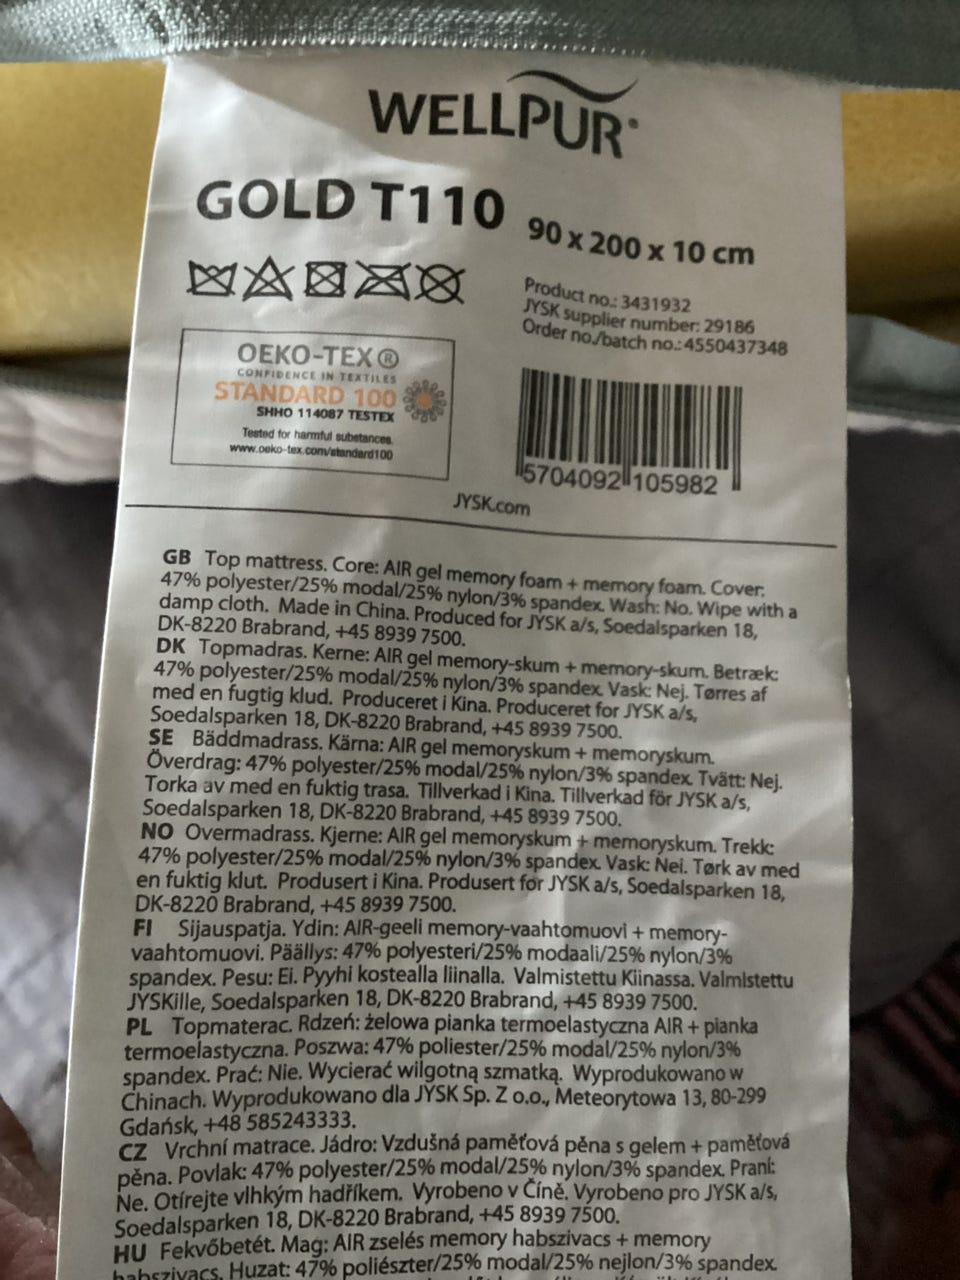 WELLPUR®
GOLD T110
90 x 200 x 10 cm
Product no.: 3431932
JYSK supplier number: 29186
Order no./batch no.: 4550437348
OEKO-TEX®
CONFIDENCE IN TEXTILES
STANDARD 100
SHHO 114087 TESTEX
Tested for harmful substances.
www.oeko-tex.com/standard100
5704092 105982
JYSK.com
GB Top mattress. Core: AIR gel memory foam + memory foam. Cover:
47% polyester/25% modal/25% nylon/3% spandex. Wash: No. Wipe with a
damp cloth. Made in China. Produced for JYSK a/s, Soedalsparken 18,
DK-8220 Brabrand, +45 8939 7500.
DK Topmadras. Kerne: AIR gel memory-skum + memory-skum. Betræk:
47% polyester/25% modal/25% nylon/3% spandex. Vask: Nej. Tørres af
med en fugtig klud. Produceret i Kina. Produceret for JYSK a/s,
Soedalsparken 18, DK-8220 Brabrand, +45 8939 7500.
SE Bäddmadrass. Kärna: AIR gel memoryskum + memoryskum.
Överdrag: 47% polyester/25% modal/25% nylon/3% spandex. Tvätt: Nej.
Torka av med en fuktig trasa. Tillverkad i Kina. Tillverkad för JYSK a/s,
Soedalsparken 18, DK-8220 Brabrand, +45 8939 7500.
NO Overmadrass. Kjerne: AIR gel memoryskum + memoryskum. Trekk:
47% polyester/25% modal/25% nylon/3% spandex. Vask: Nei. Tørk av med
en fuktig klut. Produsert i Kina. Produsert for JYSK a/s, Soedalsparken 18,
DK-8220 Brabrand, +45 8939 7500.
FI Sijauspatja. Ydin: AIR-geeli memory-vaahtomuovi + memory-
vaahtomuovi. Päällys: 47% polyesteri/25% modaali/25% nylon/3%
spandex. Pesu: Ei. Pyyhi kostealla liinalla. Valmistettu Kiinassa. Valmistettu
JYSKille, Soedalsparken 18, DK-8220 Brabrand, +45 8939 7500.
PL Topmaterac. Rdzeń: żelowa pianka termoelastyczna AIR + pianka
termoelastyczna. Poszwa: 47% poliester/25% modal/25% nylon/3%
spandex. Prać: Nie. Wycierać wilgotną szmatką. Wyprodukowano w
Chinach. Wyprodukowano dla JYSK Sp. Z o.o., Meteorytowa 13, 80-299
Gdańsk, +48 585243333.
CZ Vrchní matrace. Jádro: Vzdušná paměťová pěna s gelem + paměťová
pěna. Povlak: 47% polyester/25% modal/25% nylon/3% spandex. Praní:
Ne. Otírejte vlhkým hadříkem. Vyrobeno v Číně. Vyrobeno pro JYSK a/s,
Soedalsparken 18, DK-8220 Brabrand, +45 8939 7500.
HU Fekvőbetét. Mag: AIR zselés memory habszivacs + memory
habszivacs. Huzat: 47% poliészter/25% modal/25% nejlon/3% spandex.